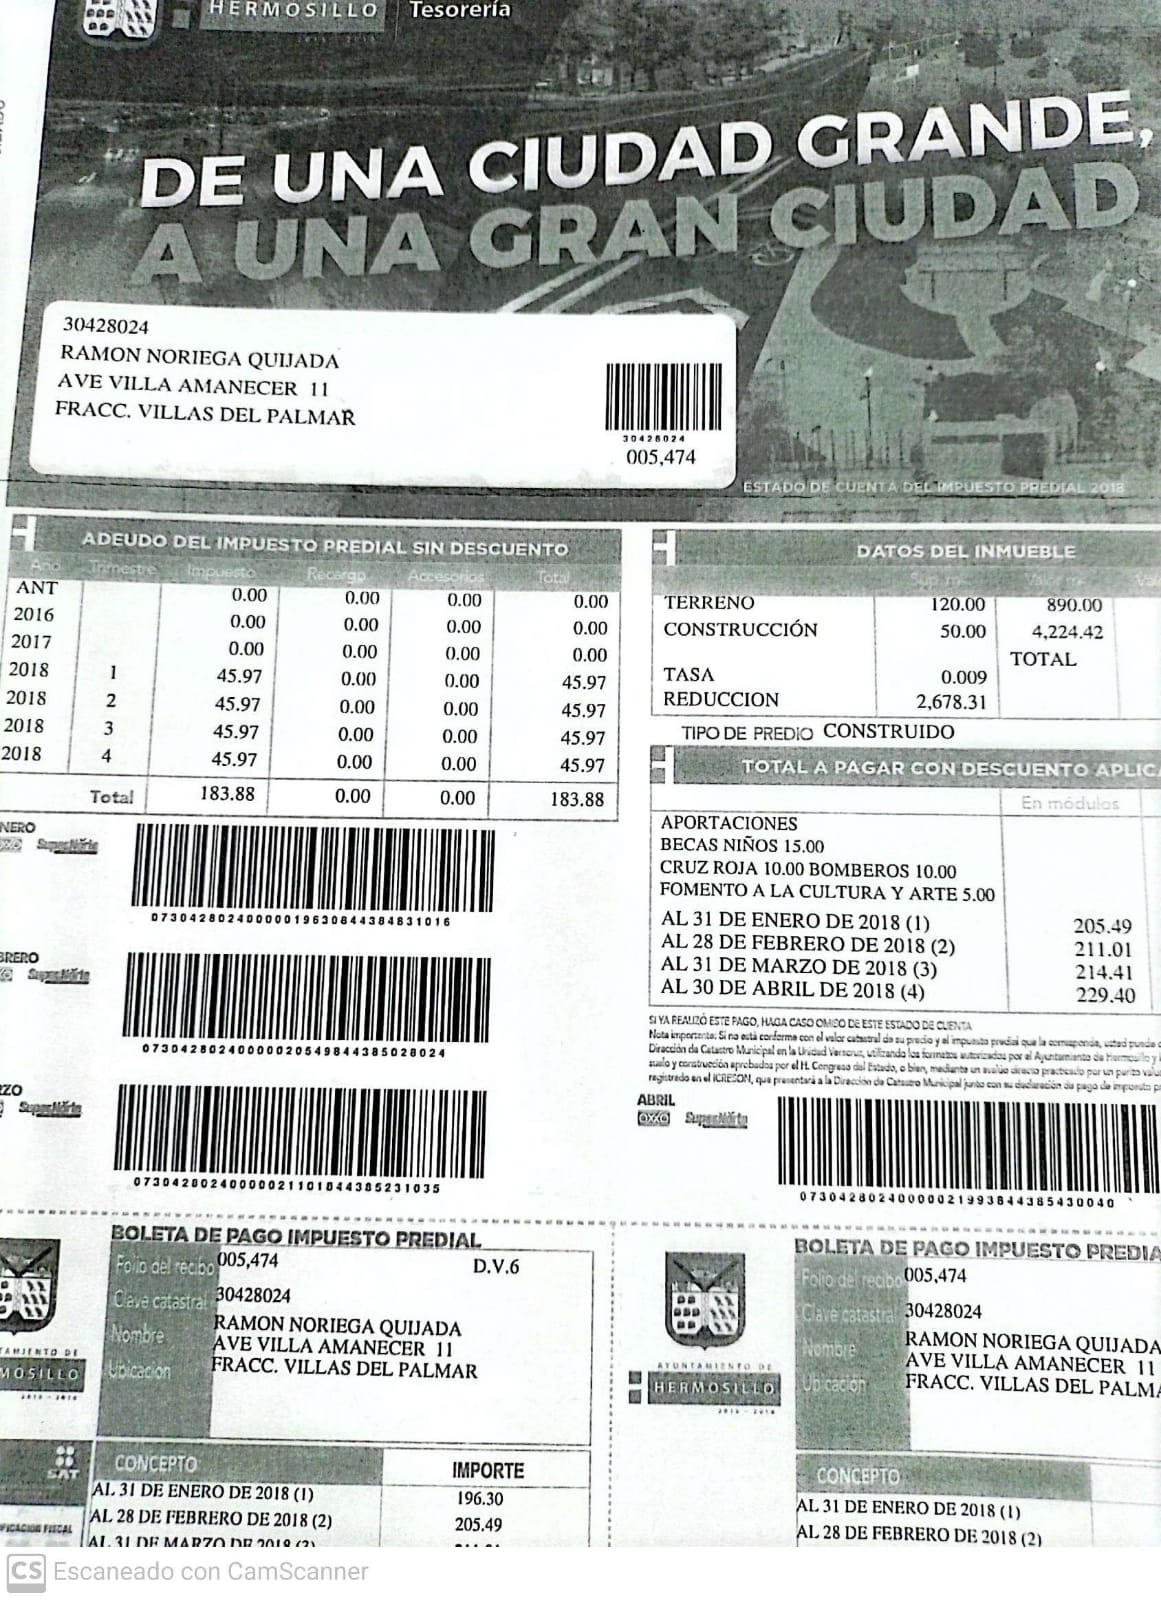 HERMOSILLO
Tesorería
DE UNA CIUDAD GRANDE,
A UNA GRAN CIUDAD
30428024
RAMON NORIEGA QUIJADA
AVE VILLA AMANECER 11
FRACC. VILLAS DEL PALMAR
30428024
005,474
ESTADO DE CUENTA DEL IMPUESTO PREDIAL 2018
ADEUDO DEL IMPUESTO PREDIAL SIN DESCUENTO
Año Trimestre Impuesto Recargo Accesorios Total
ANT 0.00 0.00 0.00 0.00
2016 0.00 0.00 0.00 0.00
2017 0.00 0.00 0.00 0.00
2018 1 45.97 0.00 0.00 45.97
2018 2 45.97 0.00 0.00 45.97
2018 3 45.97 0.00 0.00 45.97
2018 4 45.97 0.00 0.00 45.97
Total 183.88 0.00 0.00 183.88
DATOS DEL INMUEBLE
Sup. m² Valor m²
TERRENO 120.00 890.00
CONSTRUCCIÓN 50.00 4,224.42
TOTAL
TASA 0.009
REDUCCION 2,678.31
TIPO DE PREDIO CONSTRUIDO
TOTAL A PAGAR CON DESCUENTO APLICA
En módulos
APORTACIONES
BECAS NIÑOS 15.00
CRUZ ROJA 10.00 BOMBEROS 10.00
FOMENTO A LA CULTURA Y ARTE 5.00
AL 31 DE ENERO DE 2018 (1) 205.49
AL 28 DE FEBRERO DE 2018 (2) 211.01
AL 31 DE MARZO DE 2018 (3) 214.41
AL 30 DE ABRIL DE 2018 (4) 229.40
SI YA REALIZÓ ESTE PAGO, HAGA CASO OMISO DE ESTE ESTADO DE CUENTA
Nota importante: Si no está conforme con el valor catastral de su predio y el impuesto predial que le corresponde, usted puede
Dirección de Catastro Municipal en la Unidad Veracruz, utilizando los formatos autorizados por el Ayuntamiento de Hermosillo y
suelo y construcción aprobados por el H. Congreso del Estado, o bien, mediante un avalúo directo practicado por un perito
registrado en el ICRESON, que presentará a la Dirección de Catastro Municipal junto con su declaración de pago de impuesto
NERO
OXXO SuperNorte
0730428024000001963084438483​1016
BRERO
SuperNorte
07304280240000020549844385028024
ZO
SuperNorte
07304280240000021101844385231035
ABRIL
OXXO SuperNorte
07304280240000021993844385430040
BOLETA DE PAGO IMPUESTO PREDIAL
Folio del recibo 005,474 D.V.6
Clave catastral 30428024
Nombre RAMON NORIEGA QUIJADA
AVE VILLA AMANECER 11
Ubicación FRACC. VILLAS DEL PALMAR
TAMIENTO DE
MOSILLO
SAT
CONCEPTO IMPORTE
AL 31 DE ENERO DE 2018 (1) 196.30
AL 28 DE FEBRERO DE 2018 (2) 205.49
AL 31 DE MARZO DE 2018 (3)
FICACION FISCAL
BOLETA DE PAGO IMPUESTO PREDIA
Folio del recibo 005,474
Clave catastral 30428024
Nombre RAMON NORIEGA QUIJADA
AVE VILLA AMANECER 11
Ubicación FRACC. VILLAS DEL PALMA
AYUNTAMIENTO DE
HERMOSILLO
CONCEPTO
AL 31 DE ENERO DE 2018 (1)
AL 28 DE FEBRERO DE 2018 (2)
CS Escaneado con CamScanner